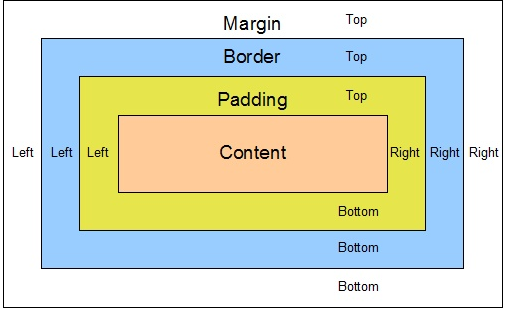 Margin Top
Border Top
Padding Top
Left Left Left Content Right Right Right
Bottom
Bottom
Bottom